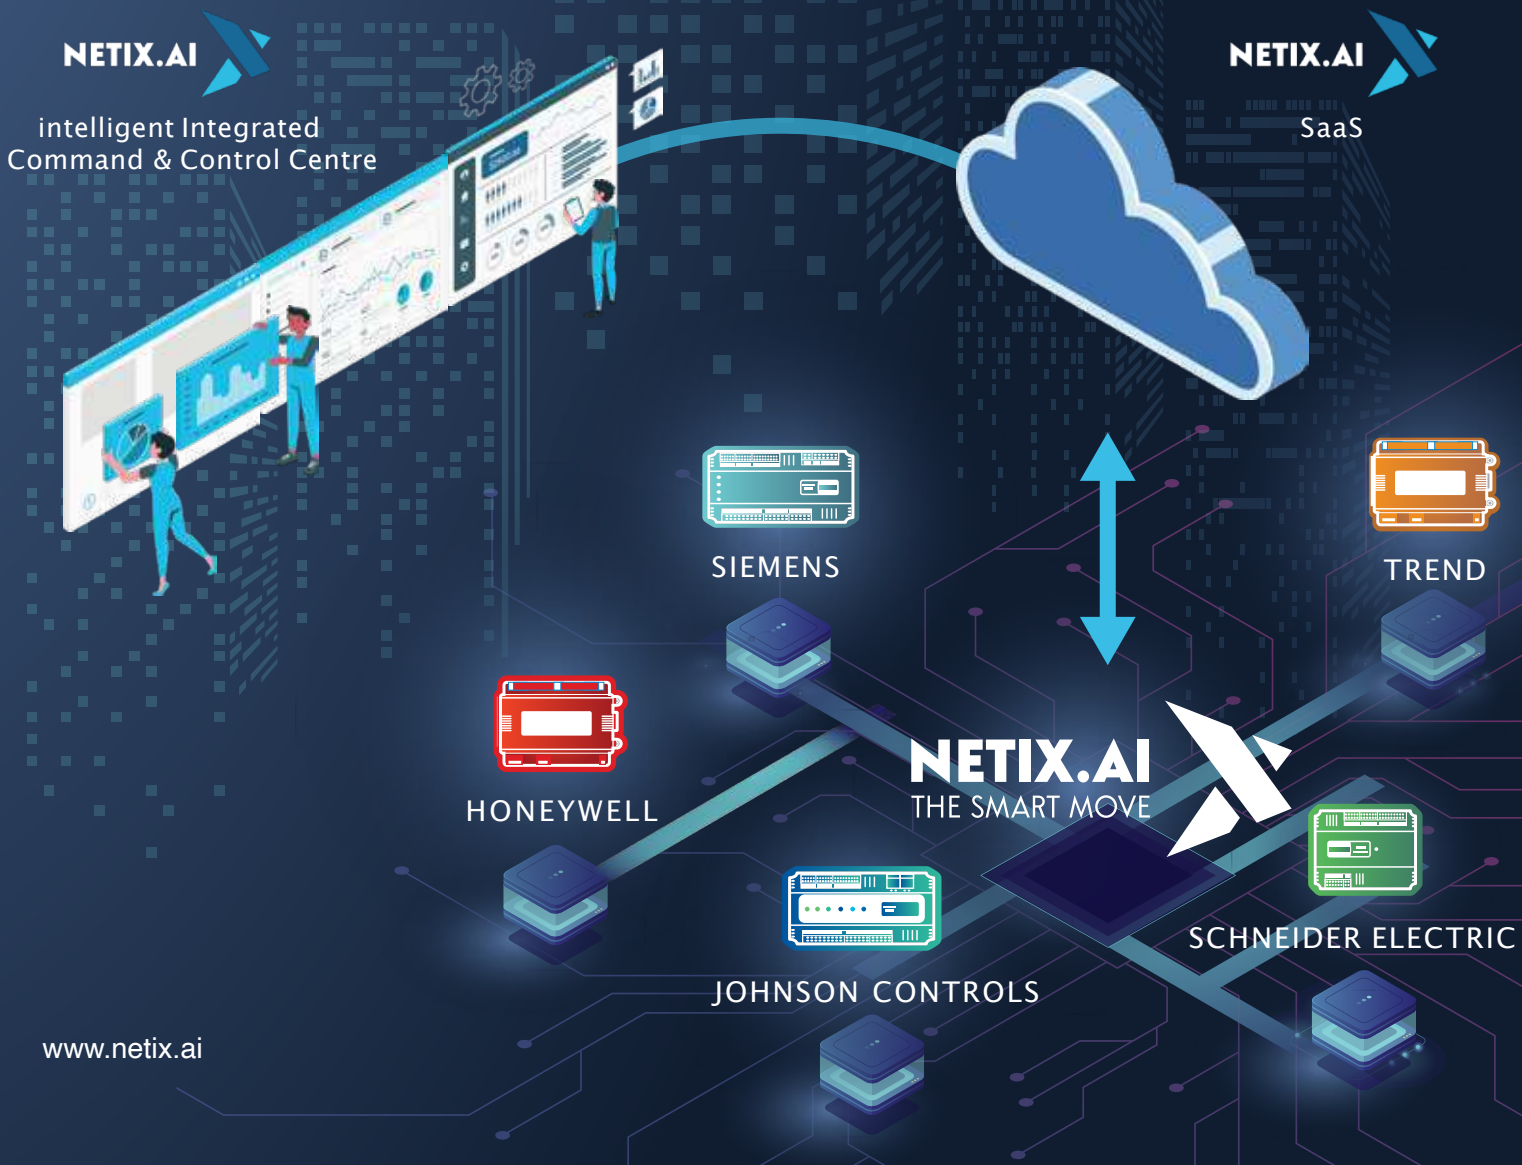 NETIX.AI
intelligent Integrated
Command & Control Centre
NETIX.AI
SaaS
SIEMENS
TREND
HONEYWELL
NETIX.AI
THE SMART MOVE
SCHNEIDER ELECTRIC
JOHNSON CONTROLS
www.netix.ai